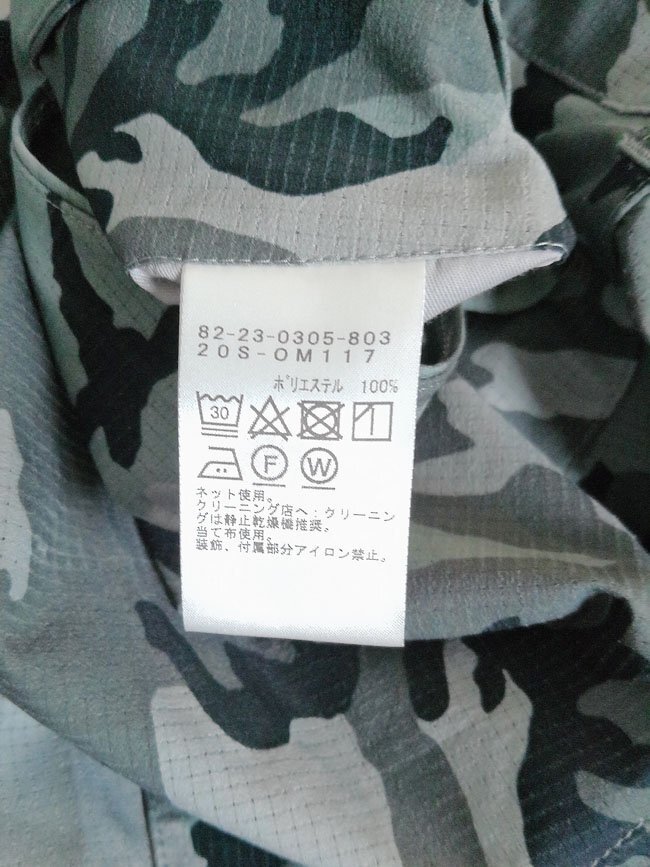 82-23-0305-803
20S-OM117
ﾎﾟﾘｴｽﾃﾙ 100%
30
F W
ネット使用。
クリーニング店へ:クリーニン
グは静止乾燥機推奨。
当て布使用。
装飾、付属部分アイロン禁止。